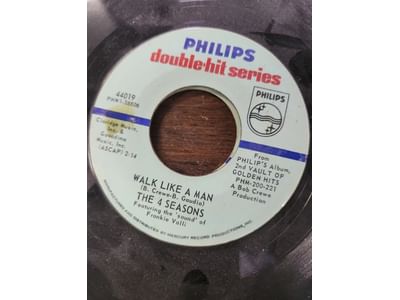 PHILIPS
double-hit series
44019
PHILIPS
Claridge Music,
Inc. &
Gavadima
Music, Inc.
(ASCAP) 2:14
From
PHILIP'S Album,
2nd VAULT OF
GOLDEN HITS
PHM-200-221
A Bob Crewe
Production
WALK LIKE A MAN
(B. Crewe-B. Gaudio)
THE 4 SEASONS
Featuring the "sound" of
Frankie Valli
MANUFACTURED FOR AND DISTRIBUTED BY MERCURY RECORD PRODUCTIONS, INC.